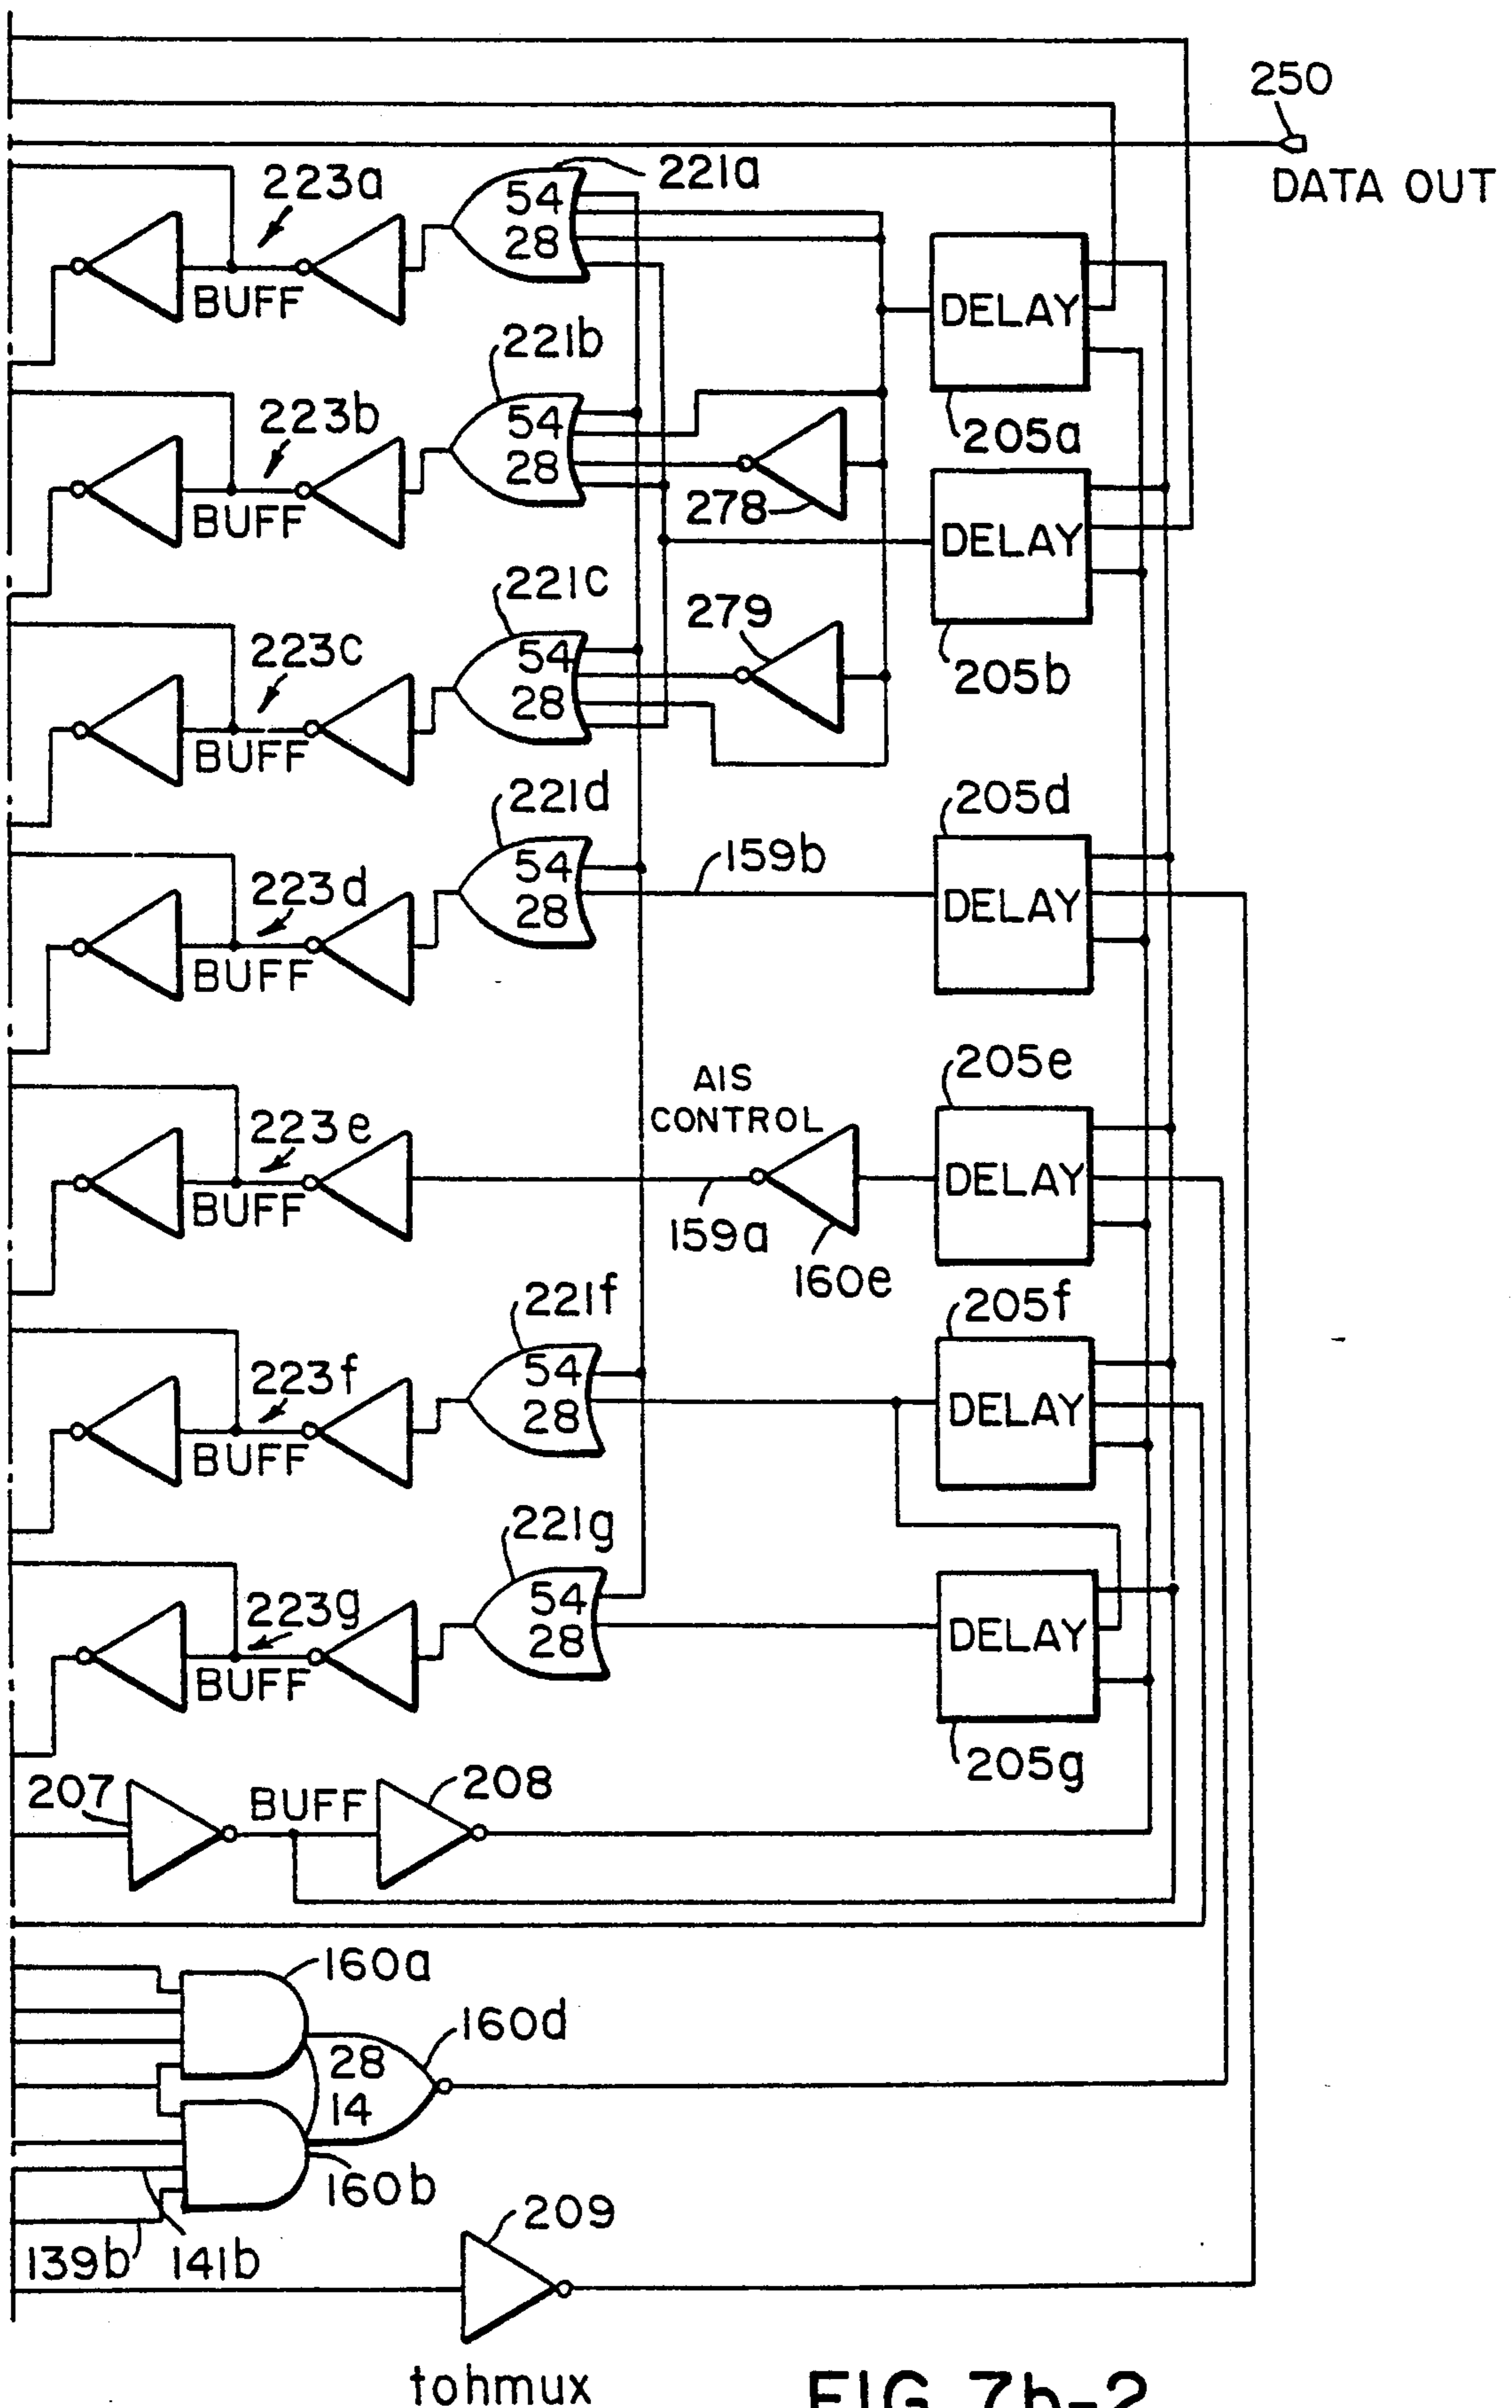 250
DATA OUT
223a
221a
54
28
BUFF
DELAY
205a
221b
223b
54
28
BUFF
278
DELAY
205b
221c
279
223c
54
28
BUFF
221d
205d
223d
54
28
159b
DELAY
BUFF
205e
AIS
CONTROL
223e
DELAY
BUFF
159a
160e
221f
205f
223f
54
28
DELAY
BUFF
221g
223g
54
28
DELAY
BUFF
205g
207
BUFF
208
160a
160d
28
14
160b
139b
141b
209
tohmux
FIG. 7b-2